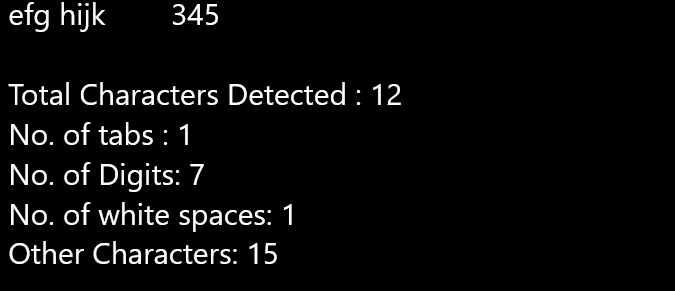 efg hijk	345
Total Characters Detected : 12
No. of tabs : 1
No. of Digits: 7
No. of white spaces: 1
Other Characters: 15